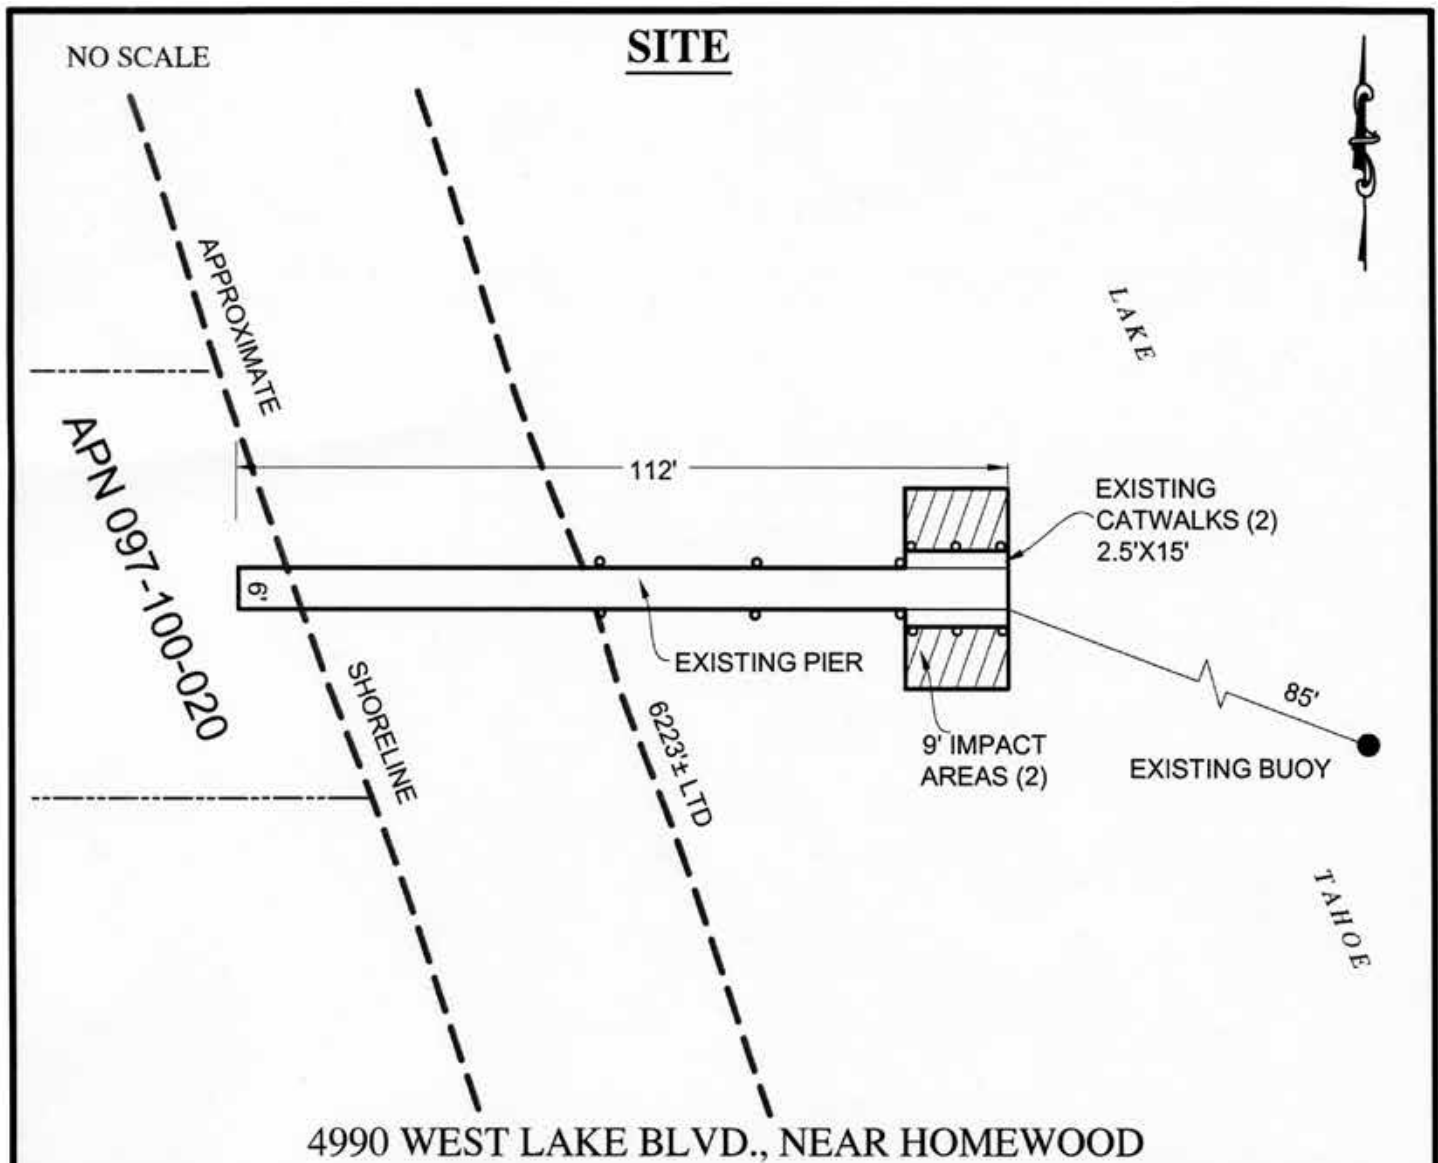 SITE
NO SCALE
LAKE
APPROXIMATE
APN 097-100-020
112'
EXISTING
CATWALKS (2)
2.5'X15'
6'
EXISTING PIER
SHORELINE
6223'± LTD
9' IMPACT
AREAS (2)
85'
EXISTING BUOY
TAHOE
4990 WEST LAKE BLVD., NEAR HOMEWOOD